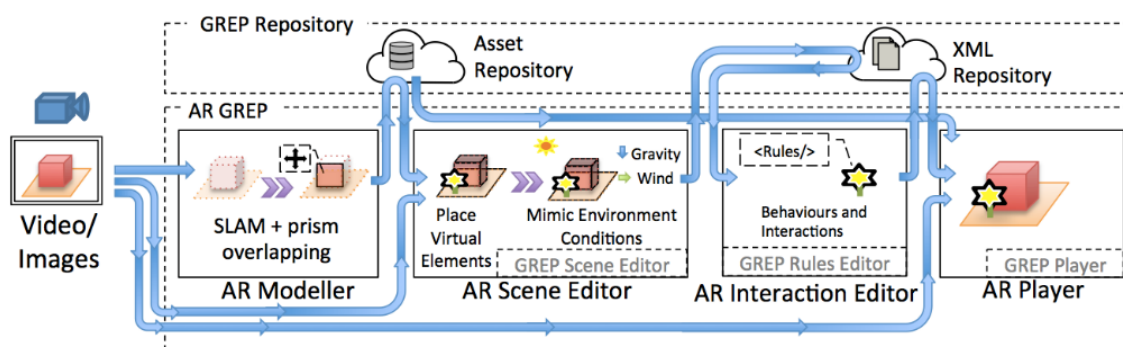 GREP Repository
Asset
Repository
XML
Repository
AR GREP
Video/
Images
SLAM + prism
overlapping
AR Modeller
Place
Virtual
Elements
Gravity
Wind
Mimic Environment
Conditions
GREP Scene Editor
AR Scene Editor
<Rules/>
Behaviours and
Interactions
GREP Rules Editor
AR Interaction Editor
GREP Player
AR Player